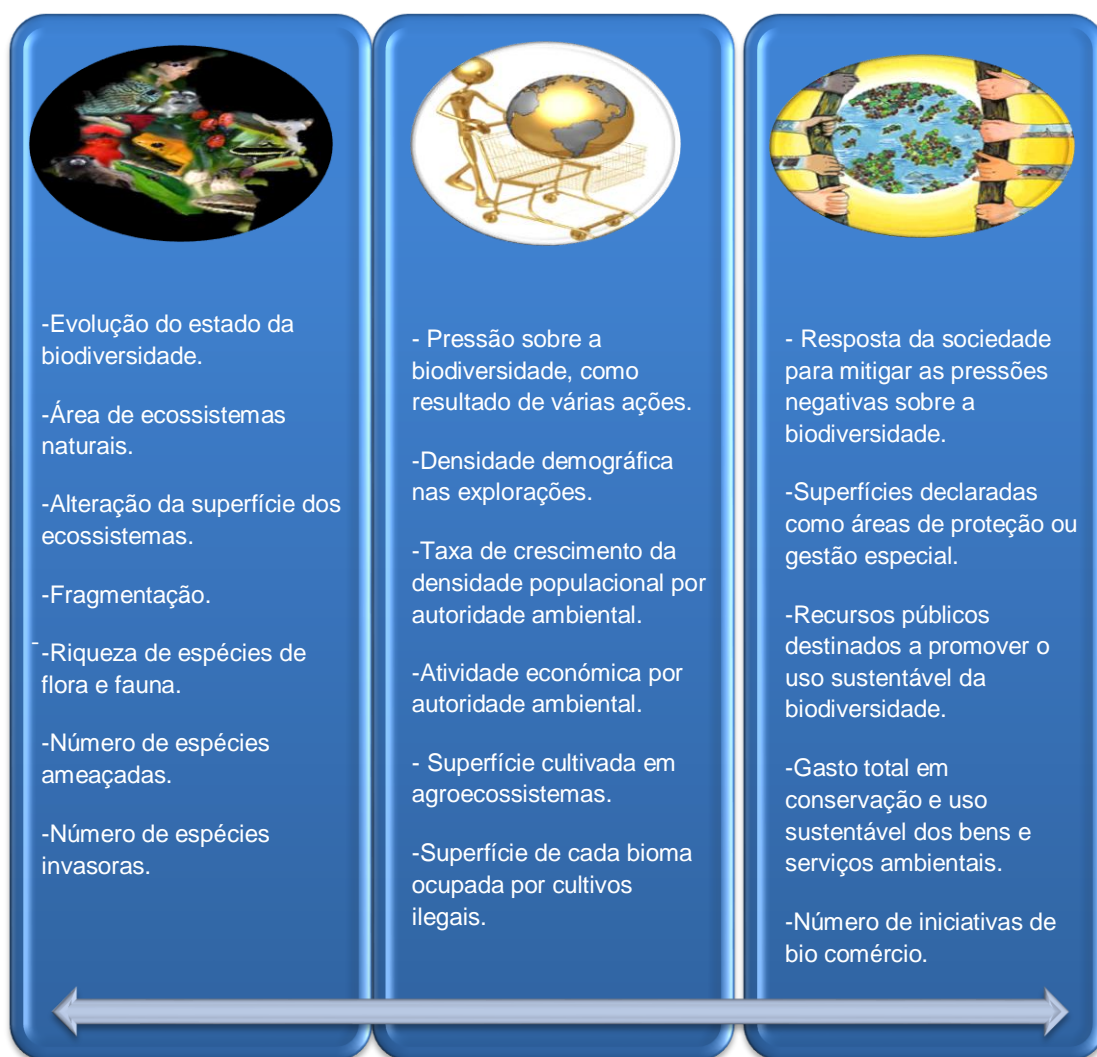 -Evolução do estado da
biodiversidade.
-Área de ecossistemas
naturais.
-Alteração da superfície dos
ecossistemas.
-Fragmentação.
-
-Riqueza de espécies de
flora e fauna.
-Número de espécies
ameaçadas.
-Número de espécies
invasoras.
- Pressão sobre a
biodiversidade, como
resultado de várias ações.
-Densidade demográfica
nas explorações.
-Taxa de crescimento da
densidade populacional por
autoridade ambiental.
-Atividade económica por
autoridade ambiental.
- Superfície cultivada em
agroecossistemas.
-Superfície de cada bioma
ocupada por cultivos
ilegais.
- Resposta da sociedade
para mitigar as pressões
negativas sobre a
biodiversidade.
-Superfícies declaradas
como áreas de proteção ou
gestão especial.
-Recursos públicos
destinados a promover o
uso sustentável da
biodiversidade.
-Gasto total em
conservação e uso
sustentável dos bens e
serviços ambientais.
-Número de iniciativas de
bio comércio.